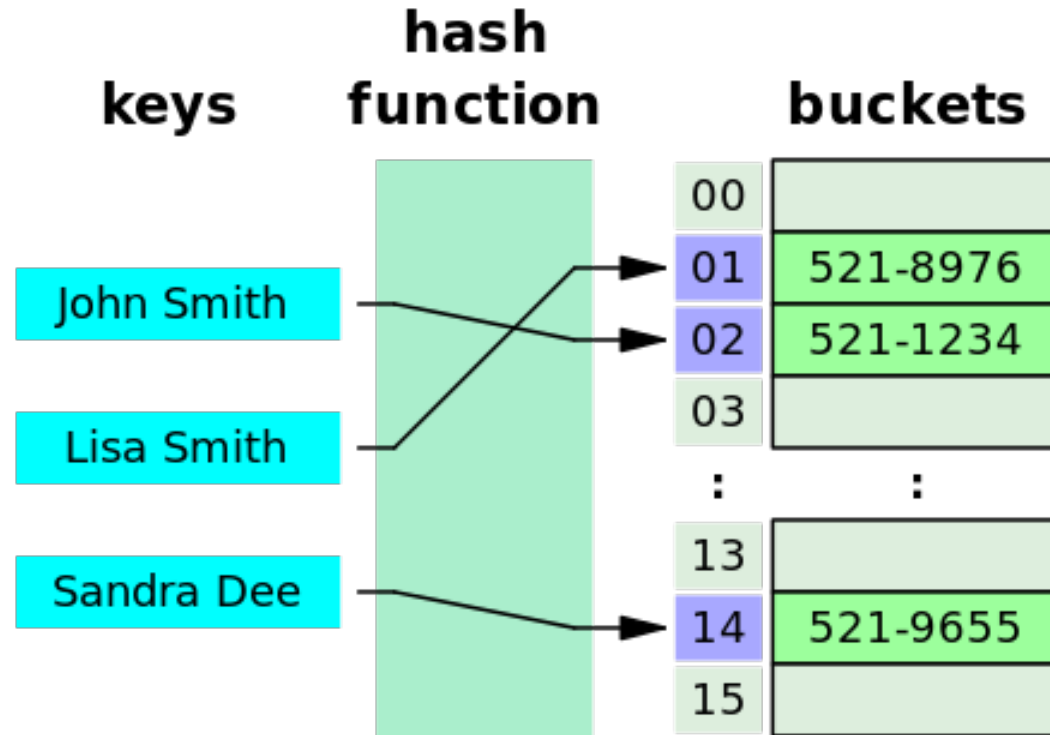 keys
hash
function
buckets
John Smith
Lisa Smith
Sandra Dee
00
01 521-8976
02 521-1234
03
: :
13
14 521-9655
15